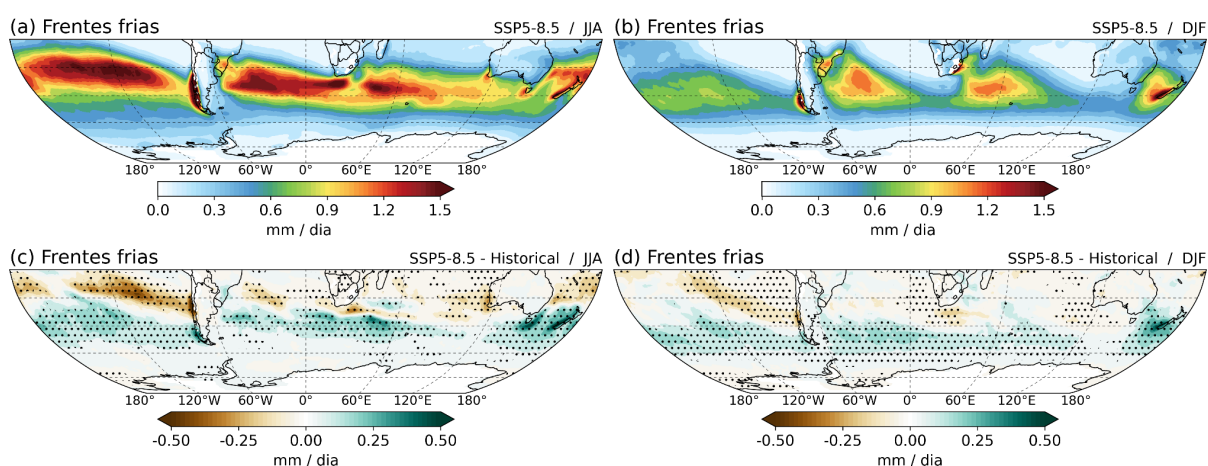 (a) Frentes frias SSP5-8.5 / JJA
180° 120°W 60°W 0° 60°E 120°E 180°
0.0 0.3 0.6 0.9 1.2 1.5
mm / dia
(b) Frentes frias SSP5-8.5 / DJF
180° 120°W 60°W 0° 60°E 120°E 180°
0.0 0.3 0.6 0.9 1.2 1.5
mm / dia
(c) Frentes frias SSP5-8.5 - Historical / JJA
180° 120°W 60°W 0° 60°E 120°E 180°
-0.50 -0.25 0.00 0.25 0.50
mm / dia
(d) Frentes frias SSP5-8.5 - Historical / DJF
180° 120°W 60°W 0° 60°E 120°E 180°
-0.50 -0.25 0.00 0.25 0.50
mm / dia